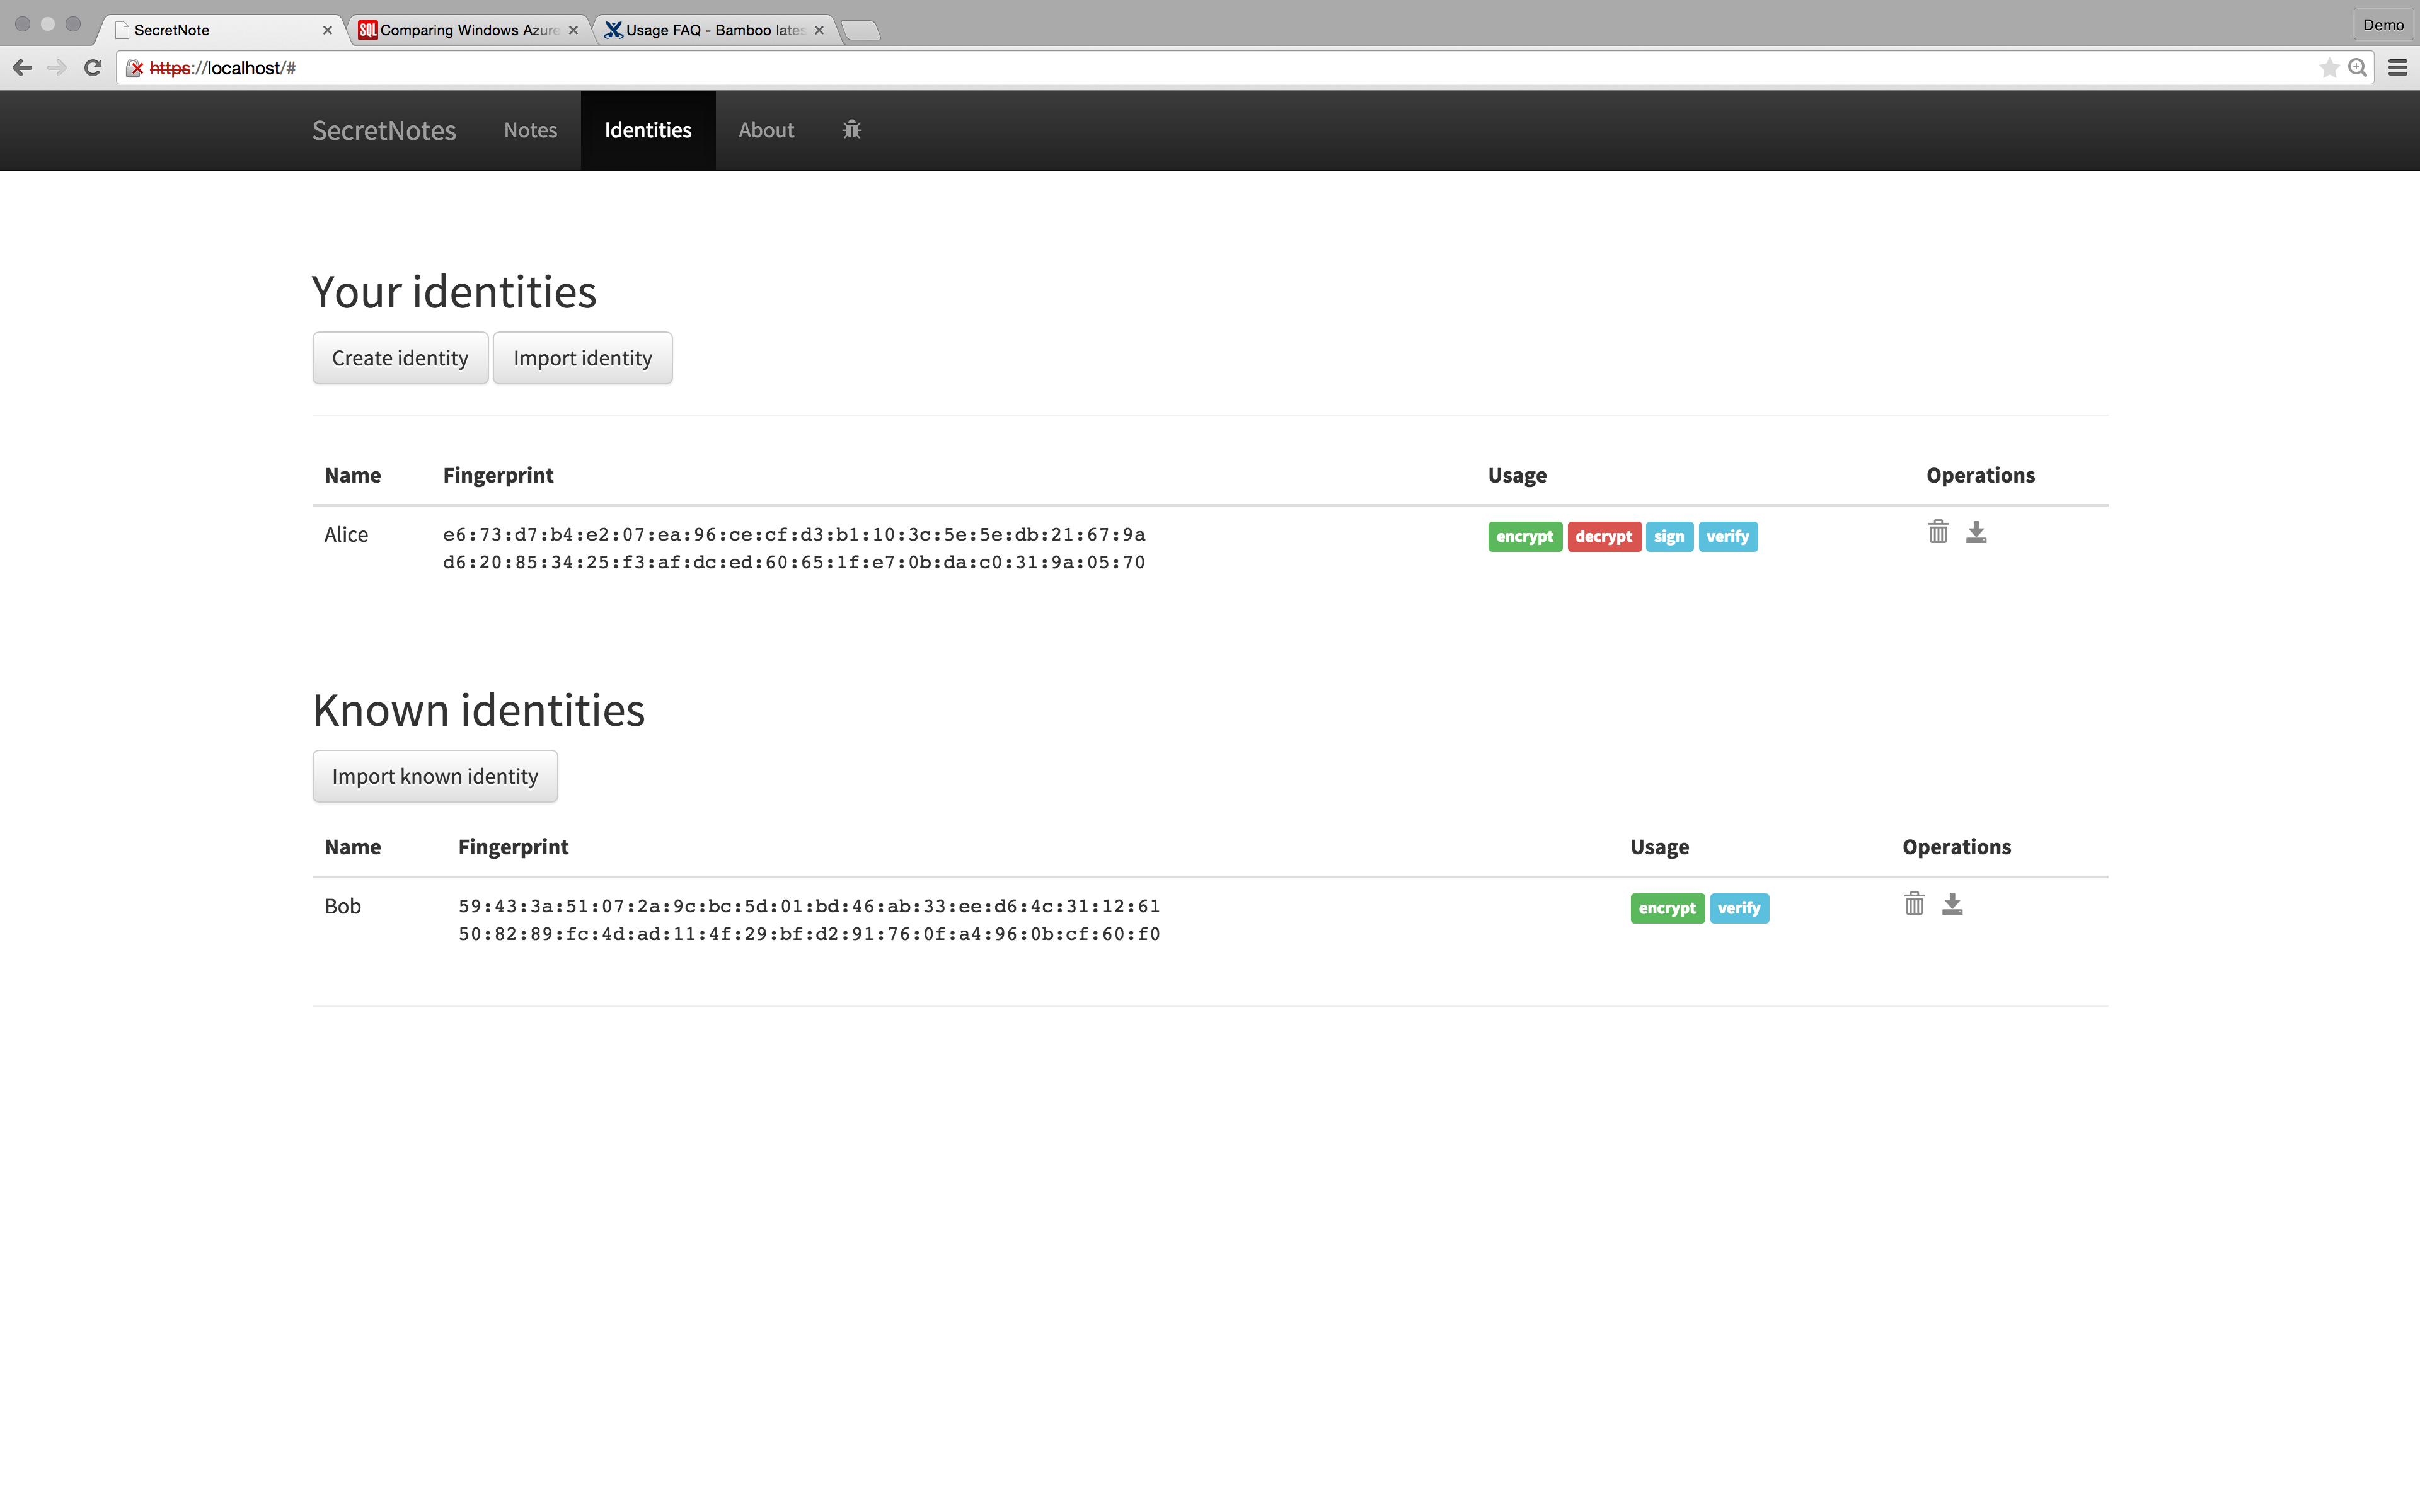 SecretNote
Comparing Windows Azure
Usage FAQ - Bamboo lates
Demo
https://localhost/#
SecretNotes Notes Identities About
Your identities
Create identity Import identity
Name Fingerprint Usage Operations
Alice e6:73:d7:b4:e2:07:ea:96:ce:cf:d3:b1:10:3c:5e:5e:db:21:67:9a encrypt decrypt sign verify
d6:20:85:34:25:f3:af:dc:ed:60:65:1f:e7:0b:da:c0:31:9a:05:70
Known identities
Import known identity
Name Fingerprint Usage Operations
Bob 59:43:3a:51:07:2a:9c:bc:5d:01:bd:46:ab:33:ee:d6:4c:31:12:61 encrypt verify
50:82:89:fc:4d:ad:11:4f:29:bf:d2:91:76:0f:a4:96:0b:cf:60:f0